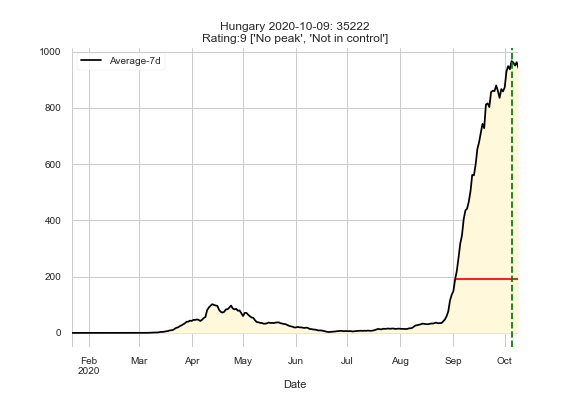 Hungary 2020-10-09: 35222
Rating:9 ['No peak', 'Not in control']
Average-7d
1000
800
600
400
200
0
Feb Mar Apr May Jun Jul Aug Sep Oct
2020
Date